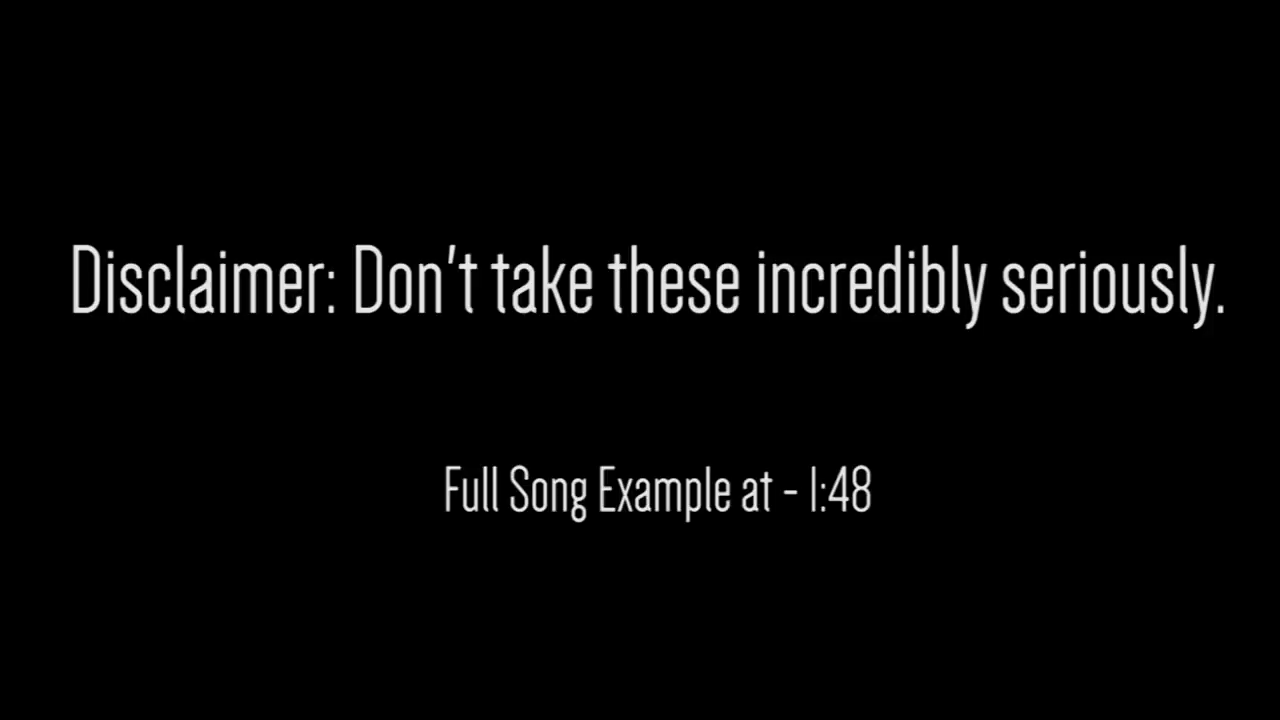 Disclaimer: Don't take these incredibly seriously.
Full Song Example at - 1:48